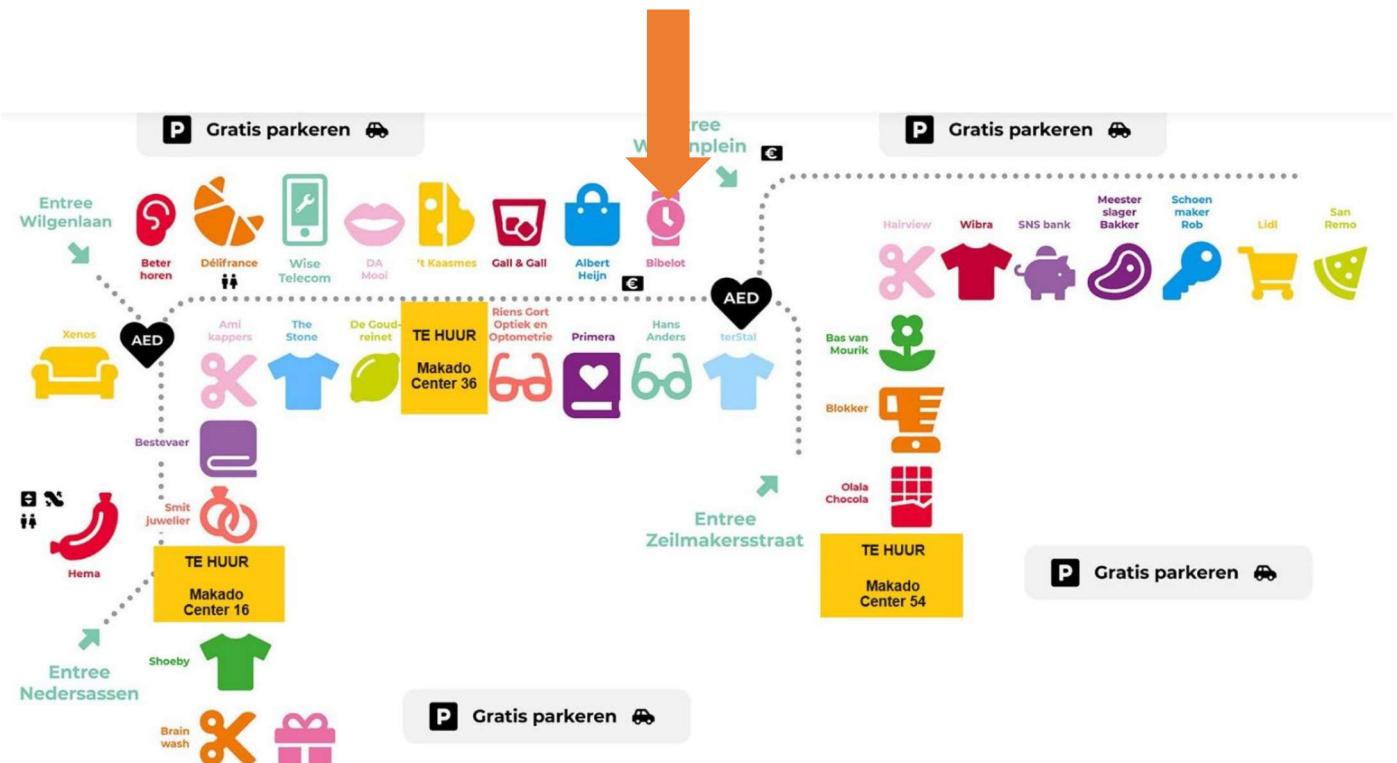 P Gratis parkeren
P Gratis parkeren
Entree
Wilgenlaan
Beter
horen
Délifrance
Wise
Telecom
DA
Mooi
't Kaasmes
Gall & Gall
Albert
Heijn
Bibelot
€
€
Hairview
Wibra
SNS bank
Meester
slager
Bakker
Schoen
maker
Rob
Lidl
San
Remo
AED
AED
Xenos
Ami
kappers
The
Stone
De Goud-
reinet
TE HUUR
Makado
Center 36
Riens Gort
Optiek en
Optometrie
Primera
Hans
Anders
terStal
Bas van
Mourik
Blokker
Olala
Chocola
TE HUUR
Makado
Center 54
Bestevaer
Smit
juwelier
Hema
TE HUUR
Makado
Center 16
Entree
Zeilmakersstraat
P Gratis parkeren
Entree
Nedersassen
Shoeby
Brain
wash
P Gratis parkeren